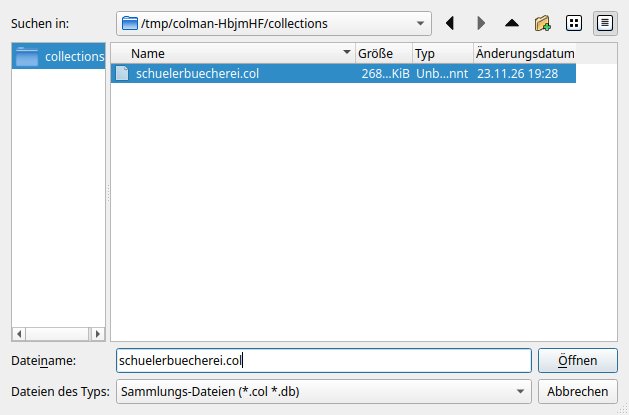 Suchen in: /tmp/colman-HbjmHF/collections
collections
Name Größe Typ Änderungsdatum
schuelerbuecherei.col 268...KiB Unb...nnt 23.11.26 19:28
Dateiname: schuelerbuecherei.col Öffnen
Dateien des Typs: Sammlungs-Dateien (*.col *.db) Abbrechen